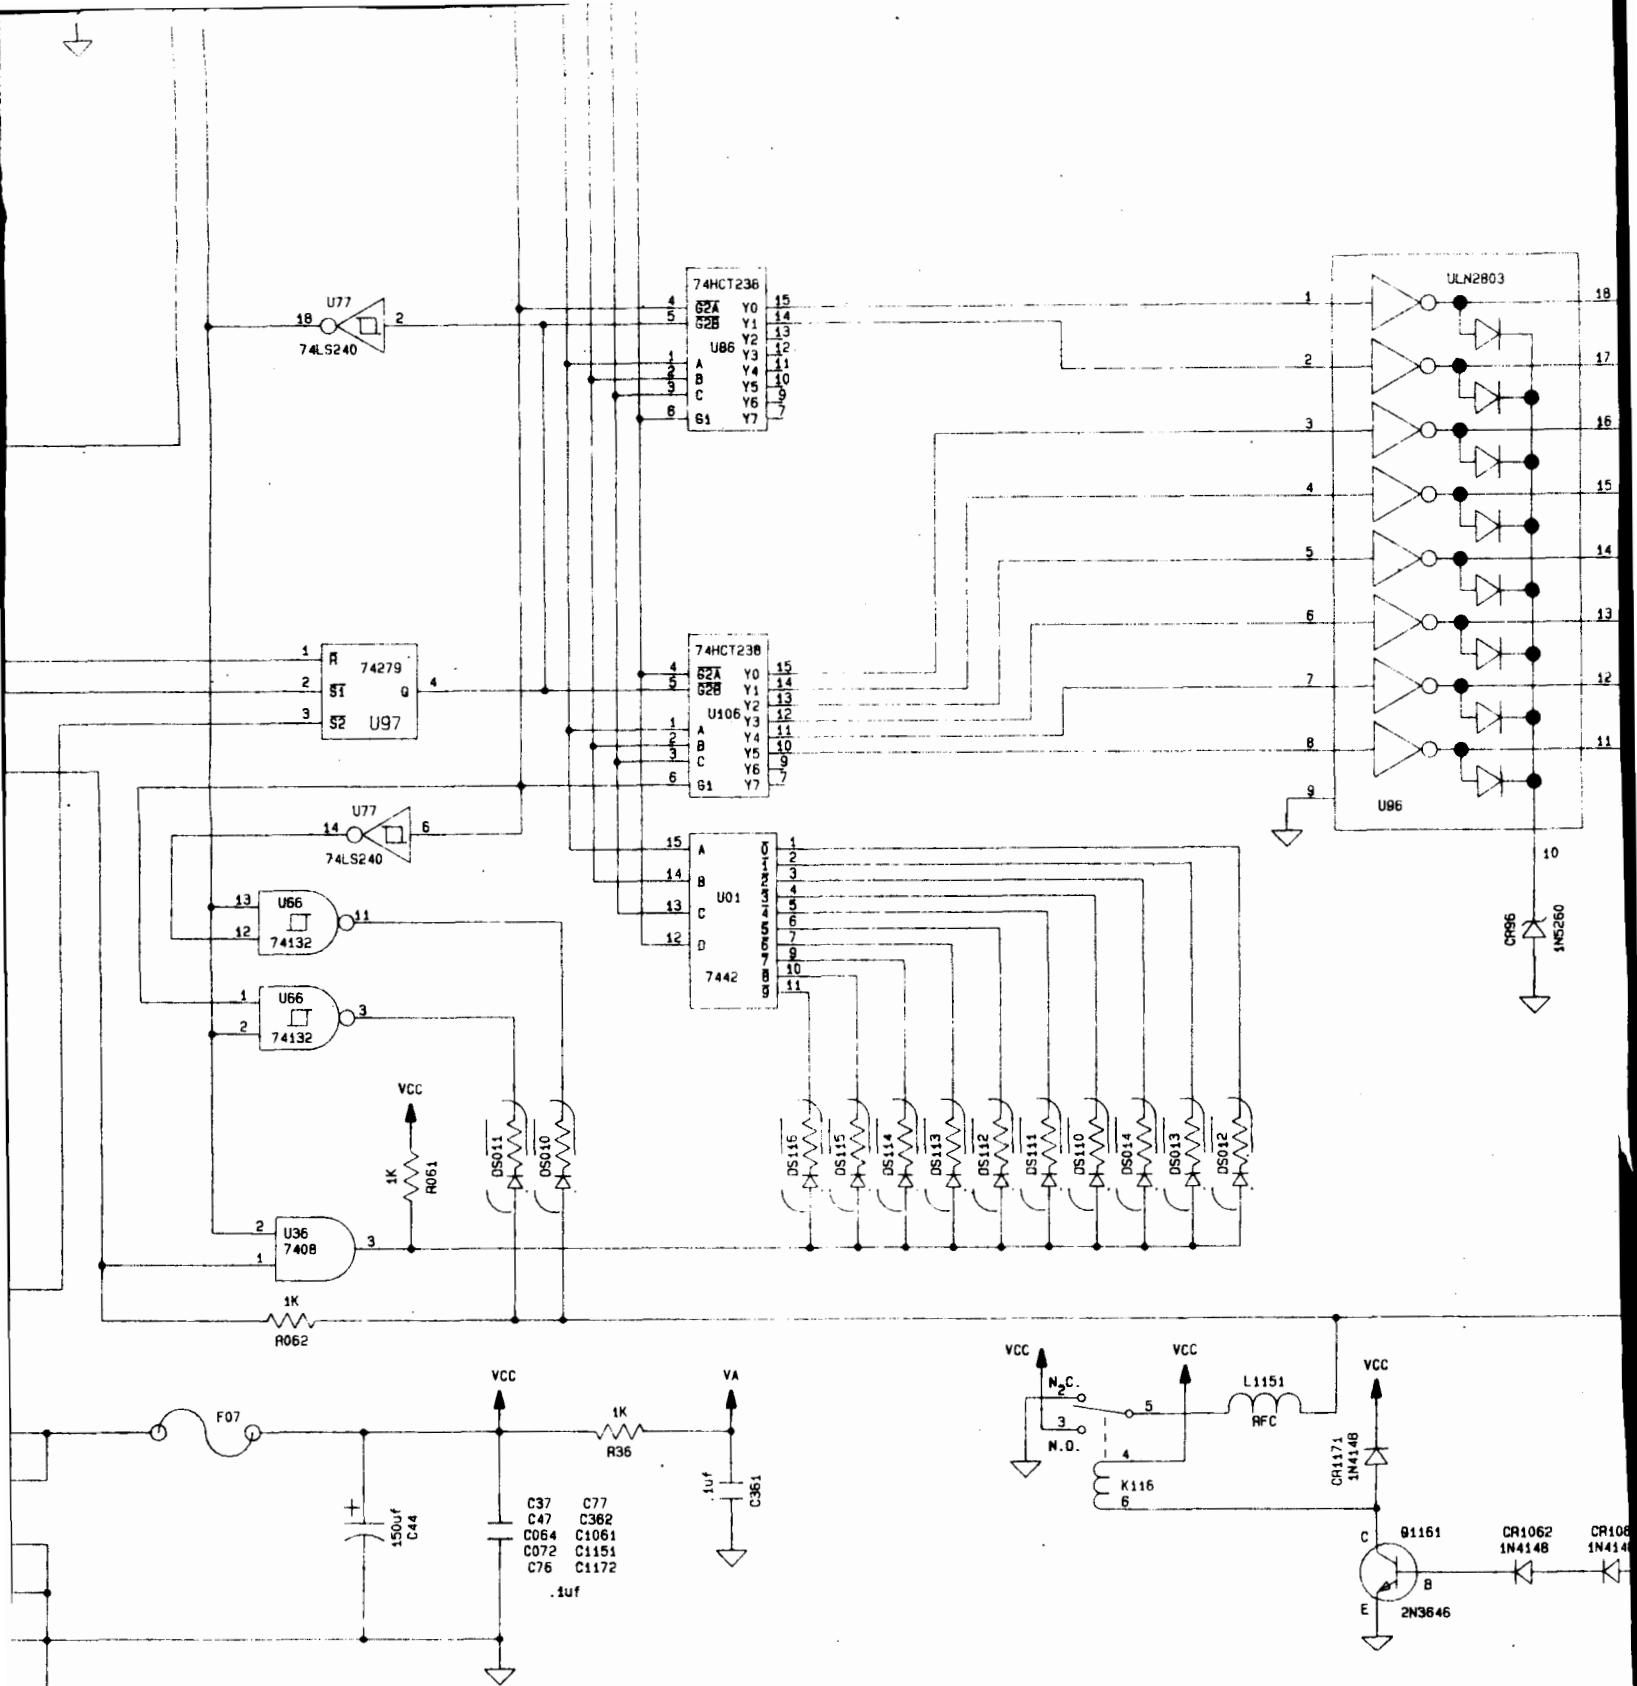 74HCT238
4 G2A Y0 15
5 G2B Y1 14
Y2 13
U86 Y3 12
1 A Y4 11
2 B Y5 10
3 C Y6 9
6 G1 Y7 7
U77
18 2
74LS240
ULN2803
1 18
2 17
3 16
4 15
5 14
6 13
7 12
8 11
9
U96
10
CR96
1N5260
1 R 74279
2 S1 Q 4
3 S2 U97
74HCT238
4 G2A Y0 15
5 G2B Y1 14
Y2 13
U106 Y3 12
1 A Y4 11
2 B Y5 10
3 C Y6 9
6 G1 Y7 7
U77
14 6
74LS240
15 A 0 1
1 2
14 B 2 3
U01 3 4
13 C 4 5
5 6
12 D 6 7
7 9
7442 8 10
9 11
13 U66 11
12 74132
1 U66 3
2 74132
VCC
1K
R061
DS011
DS010
DS116
DS115
DS114
DS113
DS112
DS111
DS110
DS014
DS013
DS012
2 U36
7408 3
1
1K
R062
VCC
N.C.
2
3
N.O.
5
VCC
4
K116
6
L1151
RFC
VCC
CR1171
1N4148
C Q1161
B
E 2N3646
CR1062
1N4148
F07
VCC
1K
R36
VA
.1uf
C361
+
150uf
C44
C37 C77
C47 C362
C064 C1061
C072 C1151
C76 C1172
.1uf